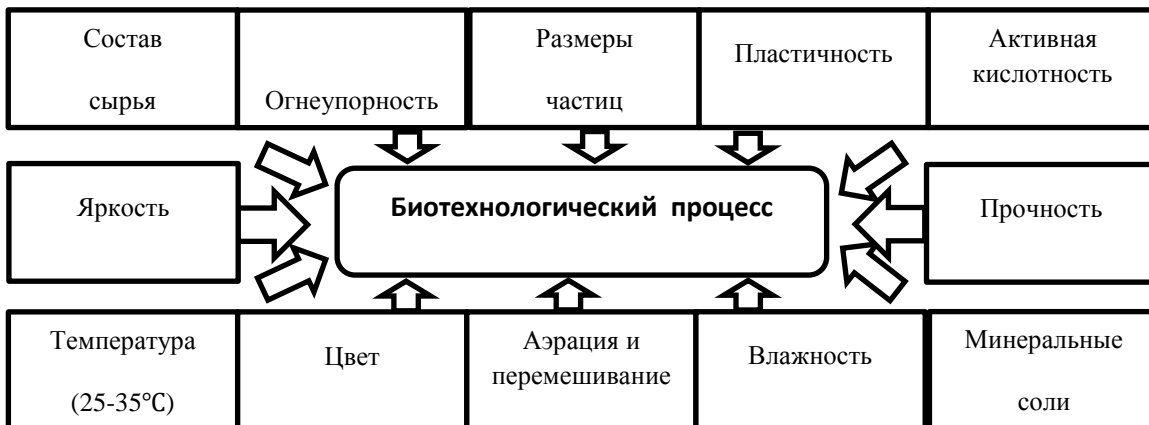 Состав
сырья
Огнеупорность
Размеры
частиц
Пластичность
Активная
кислотность
Яркость
Биотехнологический процесс
Прочность
Температура
(25-35℃)
Цвет
Аэрация и
перемешивание
Влажность
Минеральные
соли